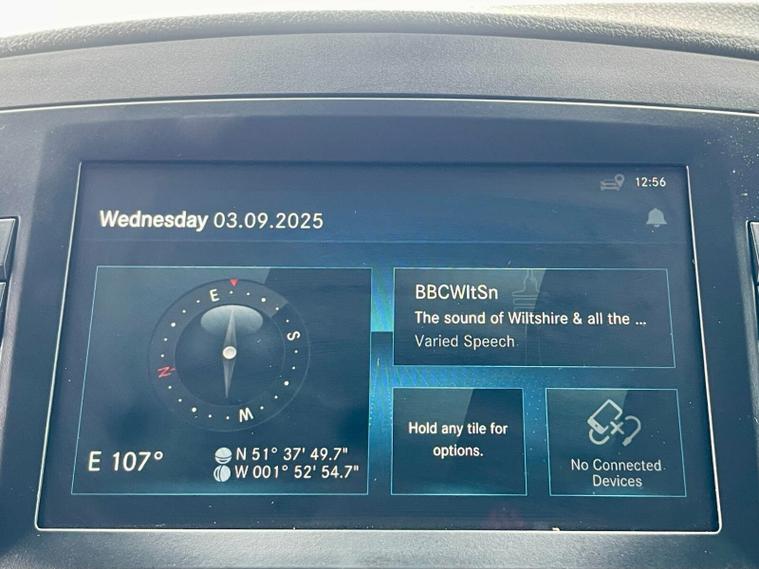 12:56
Wednesday 03.09.2025
E
S
W
N
E 107°
N 51° 37' 49.7"
W 001° 52' 54.7"
BBCWltSn
The sound of Wiltshire & all the ...
Varied Speech
Hold any tile for
options.
No Connected
Devices